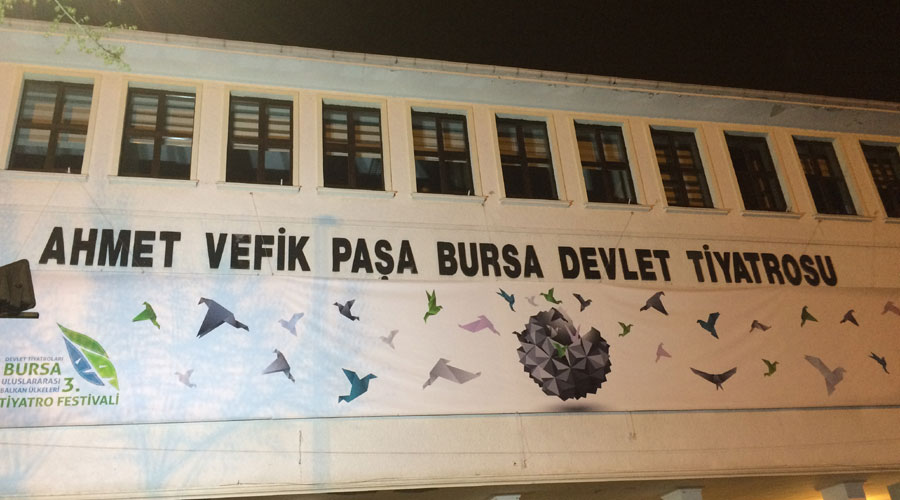 AHMET VEFİK PAŞA BURSA DEVLET TİYATROSU
DEVLET TİYATROLARI
BURSA
ULUSLARARASI
BALKAN ÜLKELERİ 3.
TİYATRO FESTİVALİ